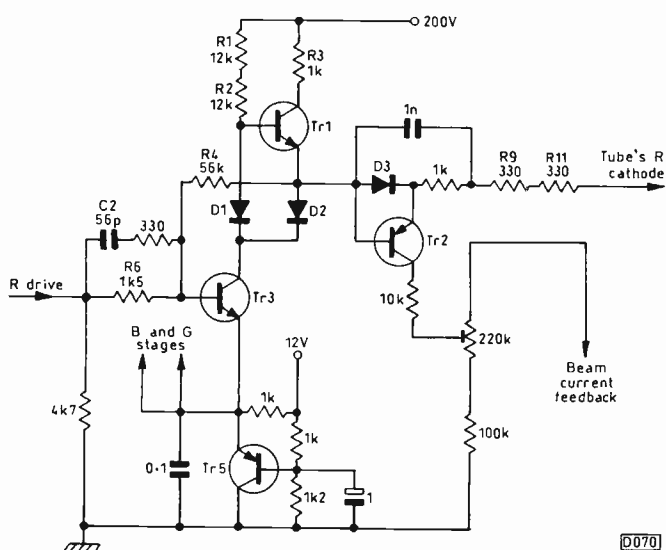 200V
R1
12k
R2
12k
R3
1k
Tr1
1n
R4
56k
D1
D2
D3
1k
R9
330
R11
330
Tube's R
cathode
C2
56p
330
Tr2
R drive
R6
1k5
Tr3
10k
220k
B and G
stages
12V
Beam
current
feedback
4k7
1k
1k
100k
0·1
Tr5
1k2
1
D070